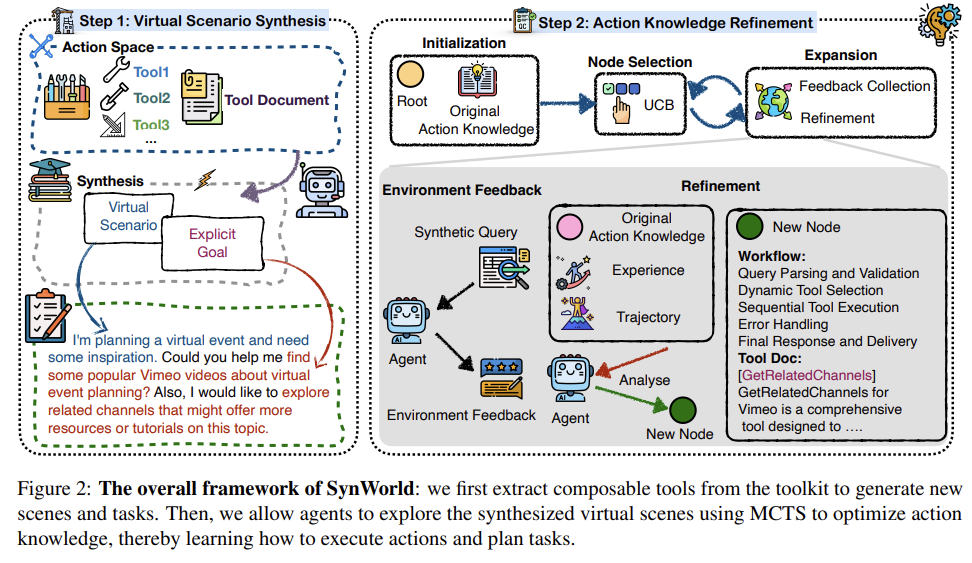 Step 1: Virtual Scenario Synthesis
Action Space
Tool1
Tool2
Tool3
...
Tool Document
Synthesis
Virtual
Scenario
Explicit
Goal
I'm planning a virtual event and need
some inspiration. Could you help me find
some popular Vimeo videos about virtual
event planning? Also, I would like to explore
related channels that might offer more
resources or tutorials on this topic.
Step 2: Action Knowledge Refinement
Initialization
Root
Original
Action Knowledge
Node Selection
UCB
Expansion
Feedback Collection
Refinement
Environment Feedback
Synthetic Query
Agent
Environment Feedback
Refinement
Original
Action Knowledge
Experience
Trajectory
Agent
Analyse
New Node
New Node
Workflow:
Query Parsing and Validation
Dynamic Tool Selection
Sequential Tool Execution
Error Handling
Final Response and Delivery
Tool Doc:
[GetRelatedChannels]
GetRelatedChannels for
Vimeo is a comprehensive
tool designed to ....
Figure 2: The overall framework of SynWorld: we first extract composable tools from the toolkit to generate new
scenes and tasks. Then, we allow agents to explore the synthesized virtual scenes using MCTS to optimize action
knowledge, thereby learning how to execute actions and plan tasks.